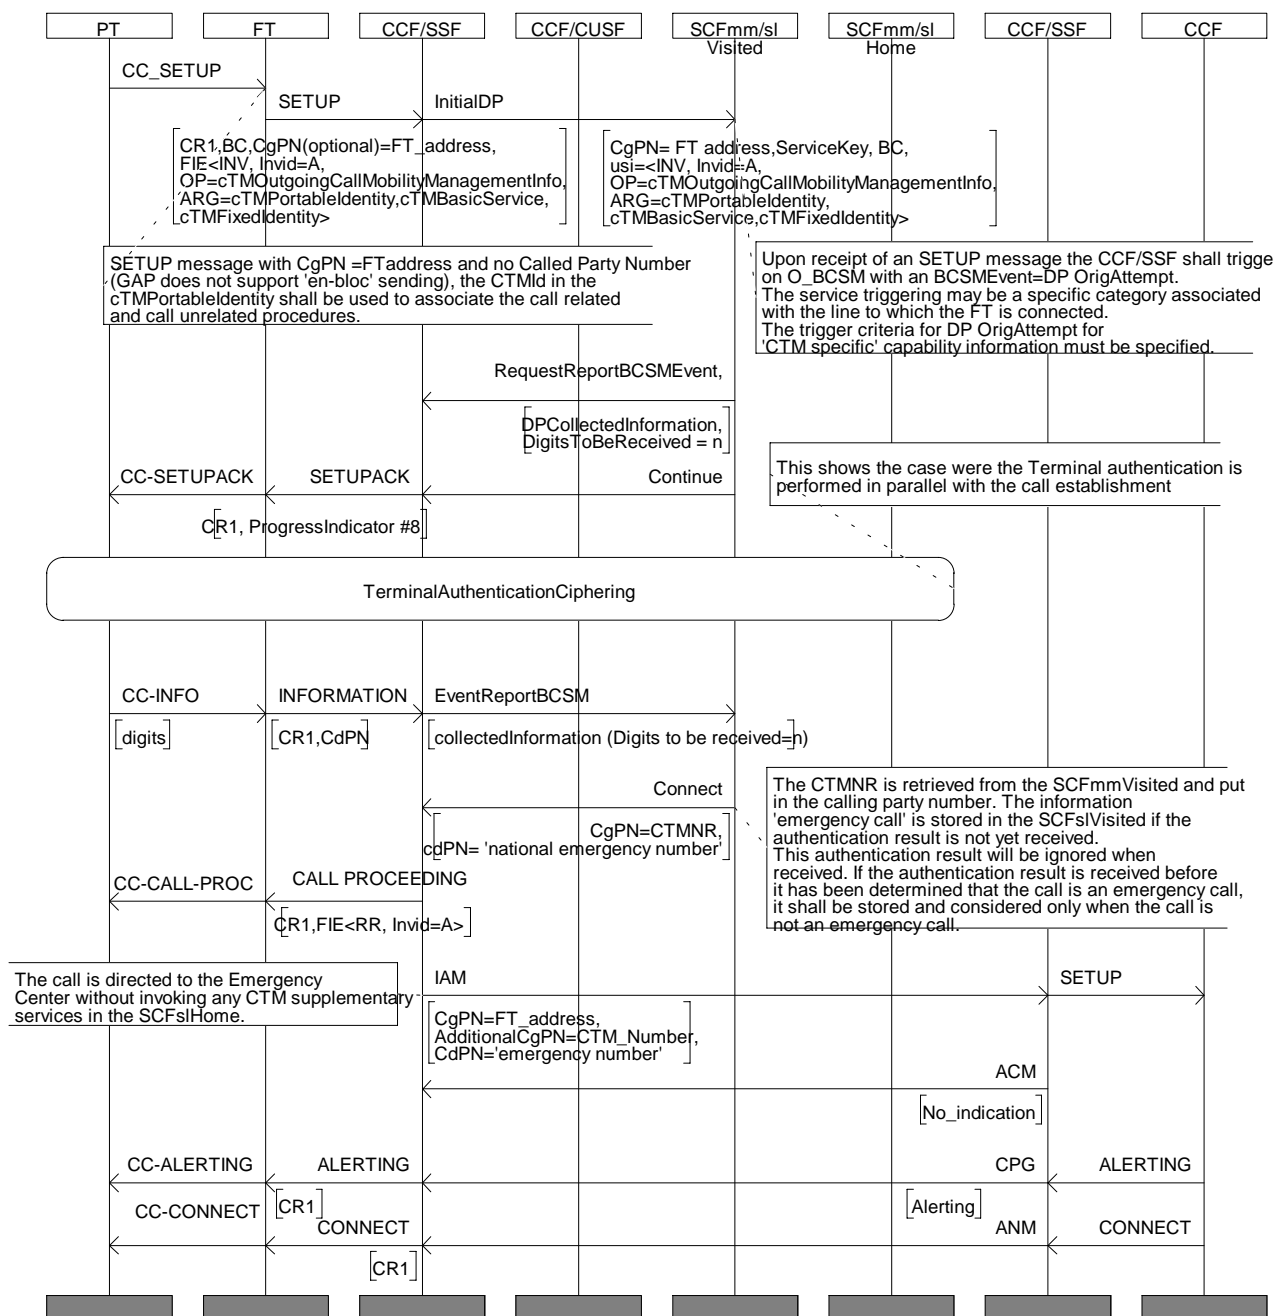 PT FT CCF/SSF CCF/CUSF SCFmm/sl SCFmm/sl CCF/SSF CCF
Visited Home
CC_SETUP
SETUP InitialDP
CR1,BC,CgPN(optional)=FT_address,
FIE<INV, Invid=A,
OP=cTMOutgoingCallMobilityManagementInfo,
ARG=cTMPortableIdentity,cTMBasicService,
cTMFixedIdentity>
CgPN= FT address,ServiceKey, BC,
usi=<INV, Invid=A,
OP=cTMOutgoingCallMobilityManagementInfo,
ARG=cTMPortableIdentity,
cTMBasicService,cTMFixedIdentity>
SETUP message with CgPN =FTaddress and no Called Party Number
(GAP does not support 'en-bloc' sending), the CTMId in the
cTMPortableIdentity shall be used to associate the call related
and call unrelated procedures.
Upon receipt of an SETUP message the CCF/SSF shall trigge
on O_BCSM with an BCSMEvent=DP OrigAttempt.
The service triggering may be a specific category associated
with the line to which the FT is connected.
The trigger criteria for DP OrigAttempt for
'CTM specific' capability information must be specified.
RequestReportBCSMEvent,
DPCollectedInformation,
DigitsToBeReceived = n
This shows the case were the Terminal authentication is
performed in parallel with the call establishment
CC-SETUPACK SETUPACK Continue
CR1, ProgressIndicator #8
TerminalAuthenticationCiphering
CC-INFO INFORMATION EventReportBCSM
digits CR1,CdPN collectedInformation (Digits to be received=n)
Connect
CgPN=CTMNR,
cdPN= 'national emergency number'
The CTMNR is retrieved from the SCFmmVisited and put
in the calling party number. The information
'emergency call' is stored in the SCFslVisited if the
authentication result is not yet received.
This authentication result will be ignored when
received. If the authentication result is received before
it has been determined that the call is an emergency call,
it shall be stored and considered only when the call is
not an emergency call.
CC-CALL-PROC CALL PROCEEDING
CR1,FIE<RR, Invid=A>
The call is directed to the Emergency
Center without invoking any CTM supplementary
services in the SCFslHome.
IAM SETUP
CgPN=FT_address,
AdditionalCgPN=CTM_Number,
CdPN='emergency number'
ACM
No_indication
CC-ALERTING ALERTING CPG ALERTING
CR1 Alerting
CC-CONNECT CONNECT ANM CONNECT
CR1